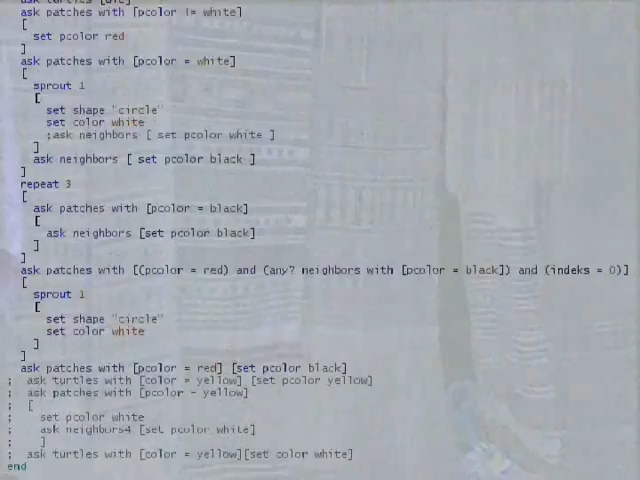 ask turtles [die]
ask patches with [pcolor != white]
[
set pcolor red
]
ask patches with [pcolor = white]
[
sprout 1
[
set shape "circle"
set color white
;ask neighbors [ set pcolor white ]
]
ask neighbors [ set pcolor black ]
]
repeat 3
[
ask patches with [pcolor = black]
[
ask neighbors [set pcolor black]
]
]
ask patches with [(pcolor = red) and (any? neighbors with [pcolor = black]) and (indeks = 0)]
[
sprout 1
[
set shape "circle"
set color white
]
]
ask patches with [pcolor = red] [set pcolor black]
; ask turtles with [color = yellow] [set pcolor yellow]
; ask patches with [pcolor = yellow]
; [
; set pcolor white
; ask neighbors4 [set pcolor white]
; ]
; ask turtles with [color = yellow][set color white]
end